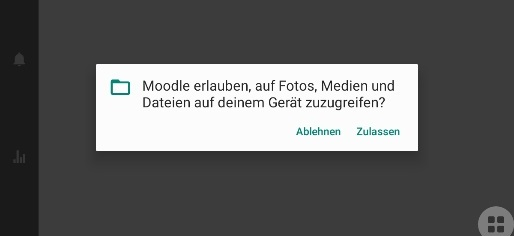 Moodle erlauben, auf Fotos, Medien und
Dateien auf deinem Gerät zuzugreifen?
Ablehnen Zulassen